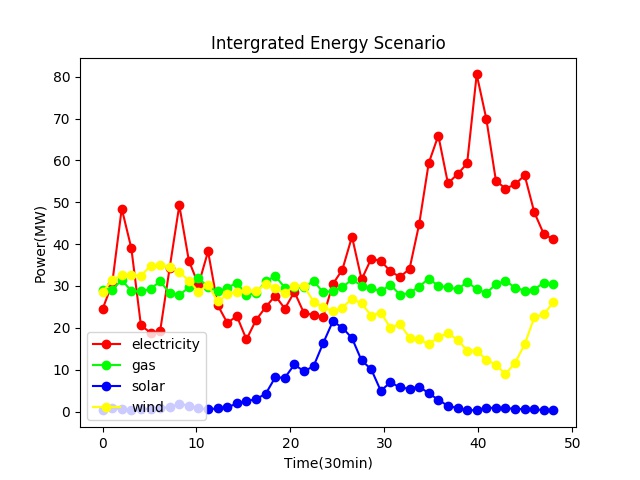 Intergrated Energy Scenario
Power(MW)
80
70
60
50
40
30
20
10
0
electricity
gas
solar
wind
0 10 20 30 40 50
Time(30min)